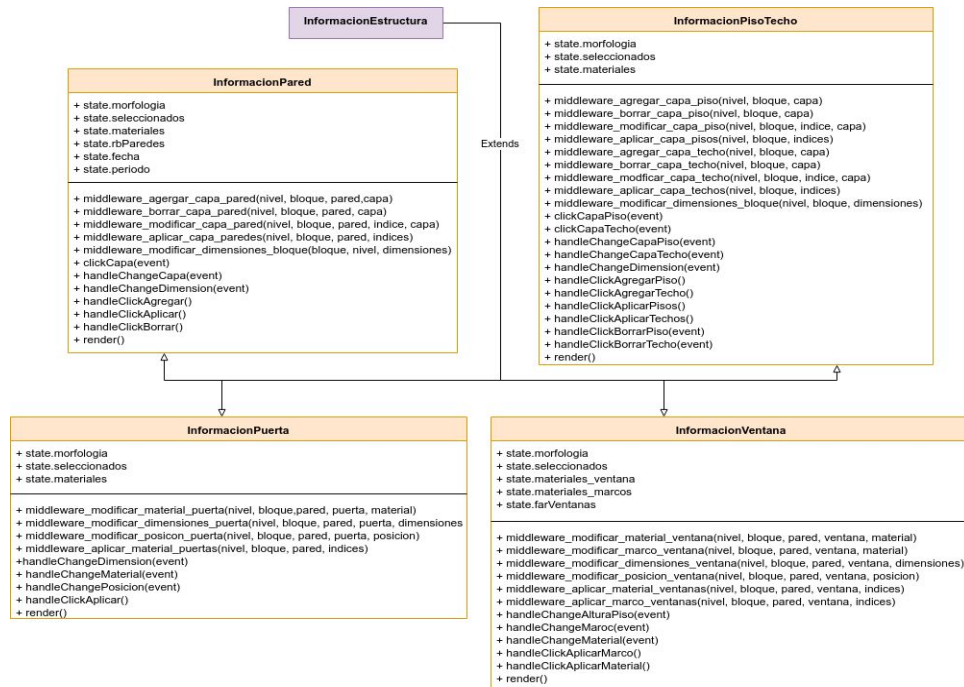 InformacionEstructura
InformacionPisoTecho
+ state.morfologia
+ state.seleccionados
+ state.materiales
+ middleware_agregar_capa_piso(nivel, bloque, capa)
+ middleware_borrar_capa_piso(nivel, bloque, capa)
+ middleware_modificar_capa_piso(nivel, bloque, indice, capa)
+ middleware_aplicar_capa_pisos(nivel, bloque, indices)
+ middleware_agregar_capa_techo(nivel, bloque, capa)
+ middleware_borrar_capa_techo(nivel, bloque, capa)
+ middleware_modficar_capa_techo(nivel, bloque, indice, capa)
+ middleware_aplicar_capa_techos(nivel, bloque, indices)
+ middleware_modificar_dimensiones_bloque(nivel, bloque, dimensiones)
+ clickCapaPiso(event)
+ clickCapaTecho(event)
+ handleChangeCapaPiso(event)
+ handleChangeCapaTecho(event)
+ handleChangeDimension(event)
+ handleClickAgregarPiso()
+ handleClickAgregarTecho()
+ handleClickAplicarPisos()
+ handleClickAplicarTechos()
+ handleClickBorrarPiso(event)
+ handleClickBorrarTecho(event)
+ render()
InformacionPared
+ state.morfologia
+ state.seleccionados
+ state.materiales
+ state.rbParedes
+ state.fecha
+ state.periodo
+ middleware_agergar_capa_pared(nivel, bloque, pared,capa)
+ middleware_borrar_capa_pared(nivel, bloque, pared, capa)
+ middleware_modificar_capa_pared(nivel, bloque, pared, indice, capa)
+ middleware_aplicar_capa_paredes(nivel, bloque, pared, indices)
+ middleware_modificar_dimensiones_bloque(bloque, nivel, dimensiones)
+ clickCapa(event)
+ handleChangeCapa(event)
+ handleChangeDimension(event)
+ handleClickAgregar()
+ handleClickAplicar()
+ handleClickBorrar()
+ render()
Extends
InformacionPuerta
+ state.morfologia
+ state.seleccionados
+ state.materiales
+ middleware_modificar_material_puerta(nivel, bloque,pared, puerta, material)
+ middleware_modificar_dimensiones_puerta(nivel, bloque, pared, puerta, dimensiones
+ middleware_modificar_posicon_puerta(nivel, bloque, pared, puerta, posicion)
+ middleware_aplicar_material_puertas(nivel, bloque, pared, indices)
+handleChangeDimension(event)
+ handleChangeMaterial(event)
+ handleChangePosicion(event)
+ handleClickAplicar()
+ render()
InformacionVentana
+ state.morfologia
+ state.seleccionados
+ state.materiales_ventana
+ state.materiales_marcos
+ state.farVentanas
+ middleware_modificar_material_ventana(nivel, bloque, pared, ventana, material)
+ middleware_modificar_marco_ventana(nivel, bloque, pared, ventana, material)
+ middleware_modificar_dimensiones_ventana(nivel, bloque, pared, ventana, dimensiones)
+ middleware_modificar_posicion_ventana(nivel, bloque, pared, ventana, posicion)
+ middleware_aplicar_material_ventanas(nivel, bloque, pared, ventana, indices)
+ middleware_aplicar_marco_ventanas(nivel, bloque, pared, ventana, indices)
+ handleChangeAlturaPiso(event)
+ handleChangeMaroc(event)
+ handleChangeMaterial(event)
+ handleClickAplicarMarco()
+ handleClickAplicarMaterial()
+ render()